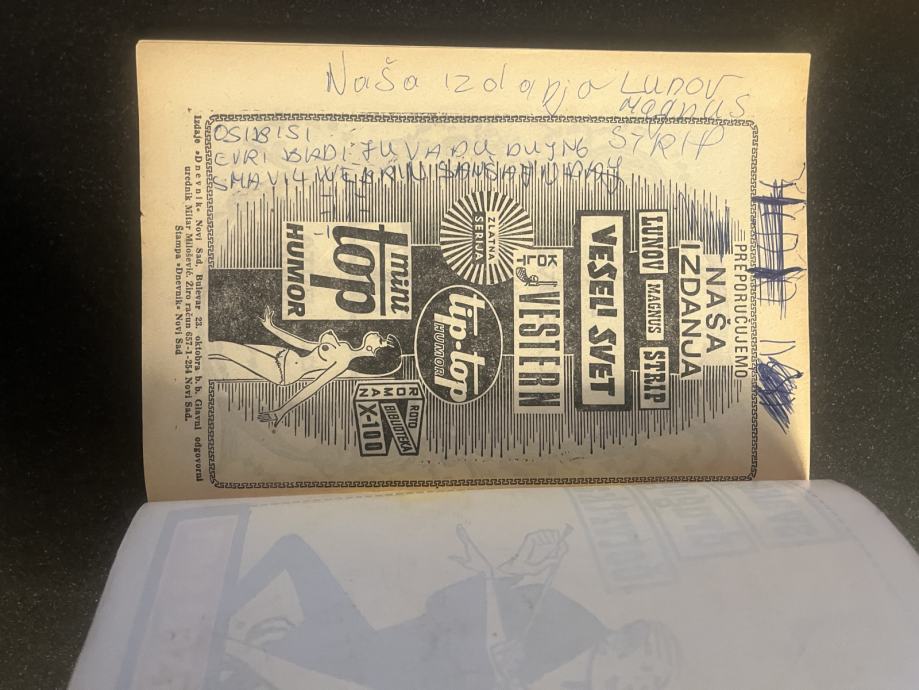 Naša izdanja LUNOV
MAGNUS
STRIP
OSIBISI
—PREPORUČUJEMO—
NAŠA
IZDANJA
LUNOV MAGNUS STRIP
VESELI SVET
KOLT
VESTERN
ZLATNA
SERIJA
tip-top
HUMOR
mini
top
HUMOR
ROTO
BIBLIOTEKA
X-100
ROMAN
Izdaje »Dnevnik« Novi Sad, Bulevar 23. oktobra b. b. Glavni odgovorni
urednik Mitar Milošević. Žiro račun 657-1-254 Novi Sad.
Štampa »Dnevnik« Novi Sad